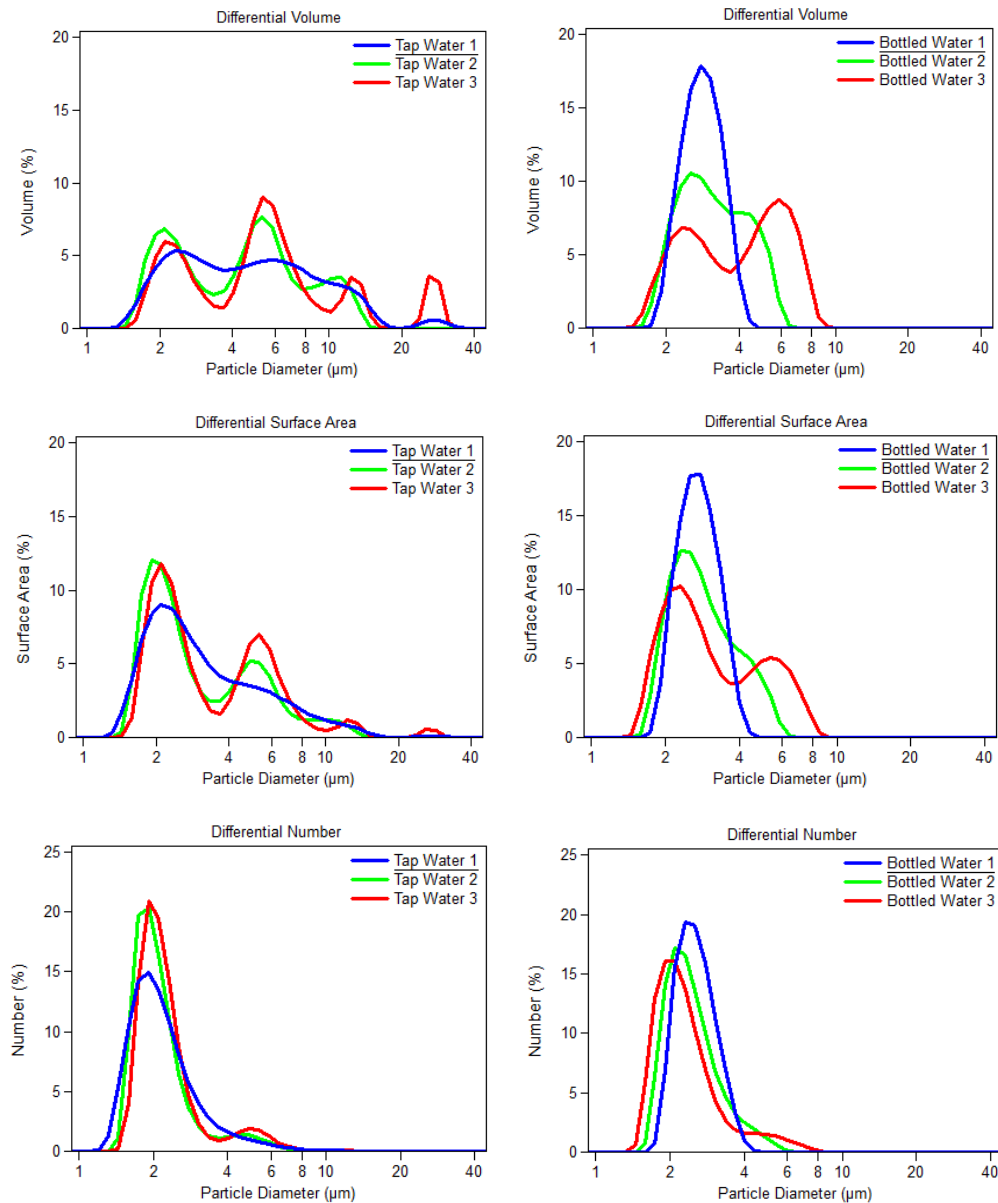 Differential Volume
20
15
10
5
0
Volume (%)
Tap Water 1
Tap Water 2
Tap Water 3
1 2 4 6 8 10 20 40
Particle Diameter (µm)
Differential Volume
20
15
10
5
0
Volume (%)
Bottled Water 1
Bottled Water 2
Bottled Water 3
1 2 4 6 8 10 20 40
Particle Diameter (µm)
Differential Surface Area
20
15
10
5
0
Surface Area (%)
Tap Water 1
Tap Water 2
Tap Water 3
1 2 4 6 8 10 20 40
Particle Diameter (µm)
Differential Surface Area
20
15
10
5
0
Surface Area (%)
Bottled Water 1
Bottled Water 2
Bottled Water 3
1 2 4 6 8 10 20 40
Particle Diameter (µm)
Differential Number
25
20
15
10
5
0
Number (%)
Tap Water 1
Tap Water 2
Tap Water 3
1 2 4 6 8 10 20 40
Particle Diameter (µm)
Differential Number
25
20
15
10
5
0
Number (%)
Bottled Water 1
Bottled Water 2
Bottled Water 3
1 2 4 6 8 10 20 40
Particle Diameter (µm)